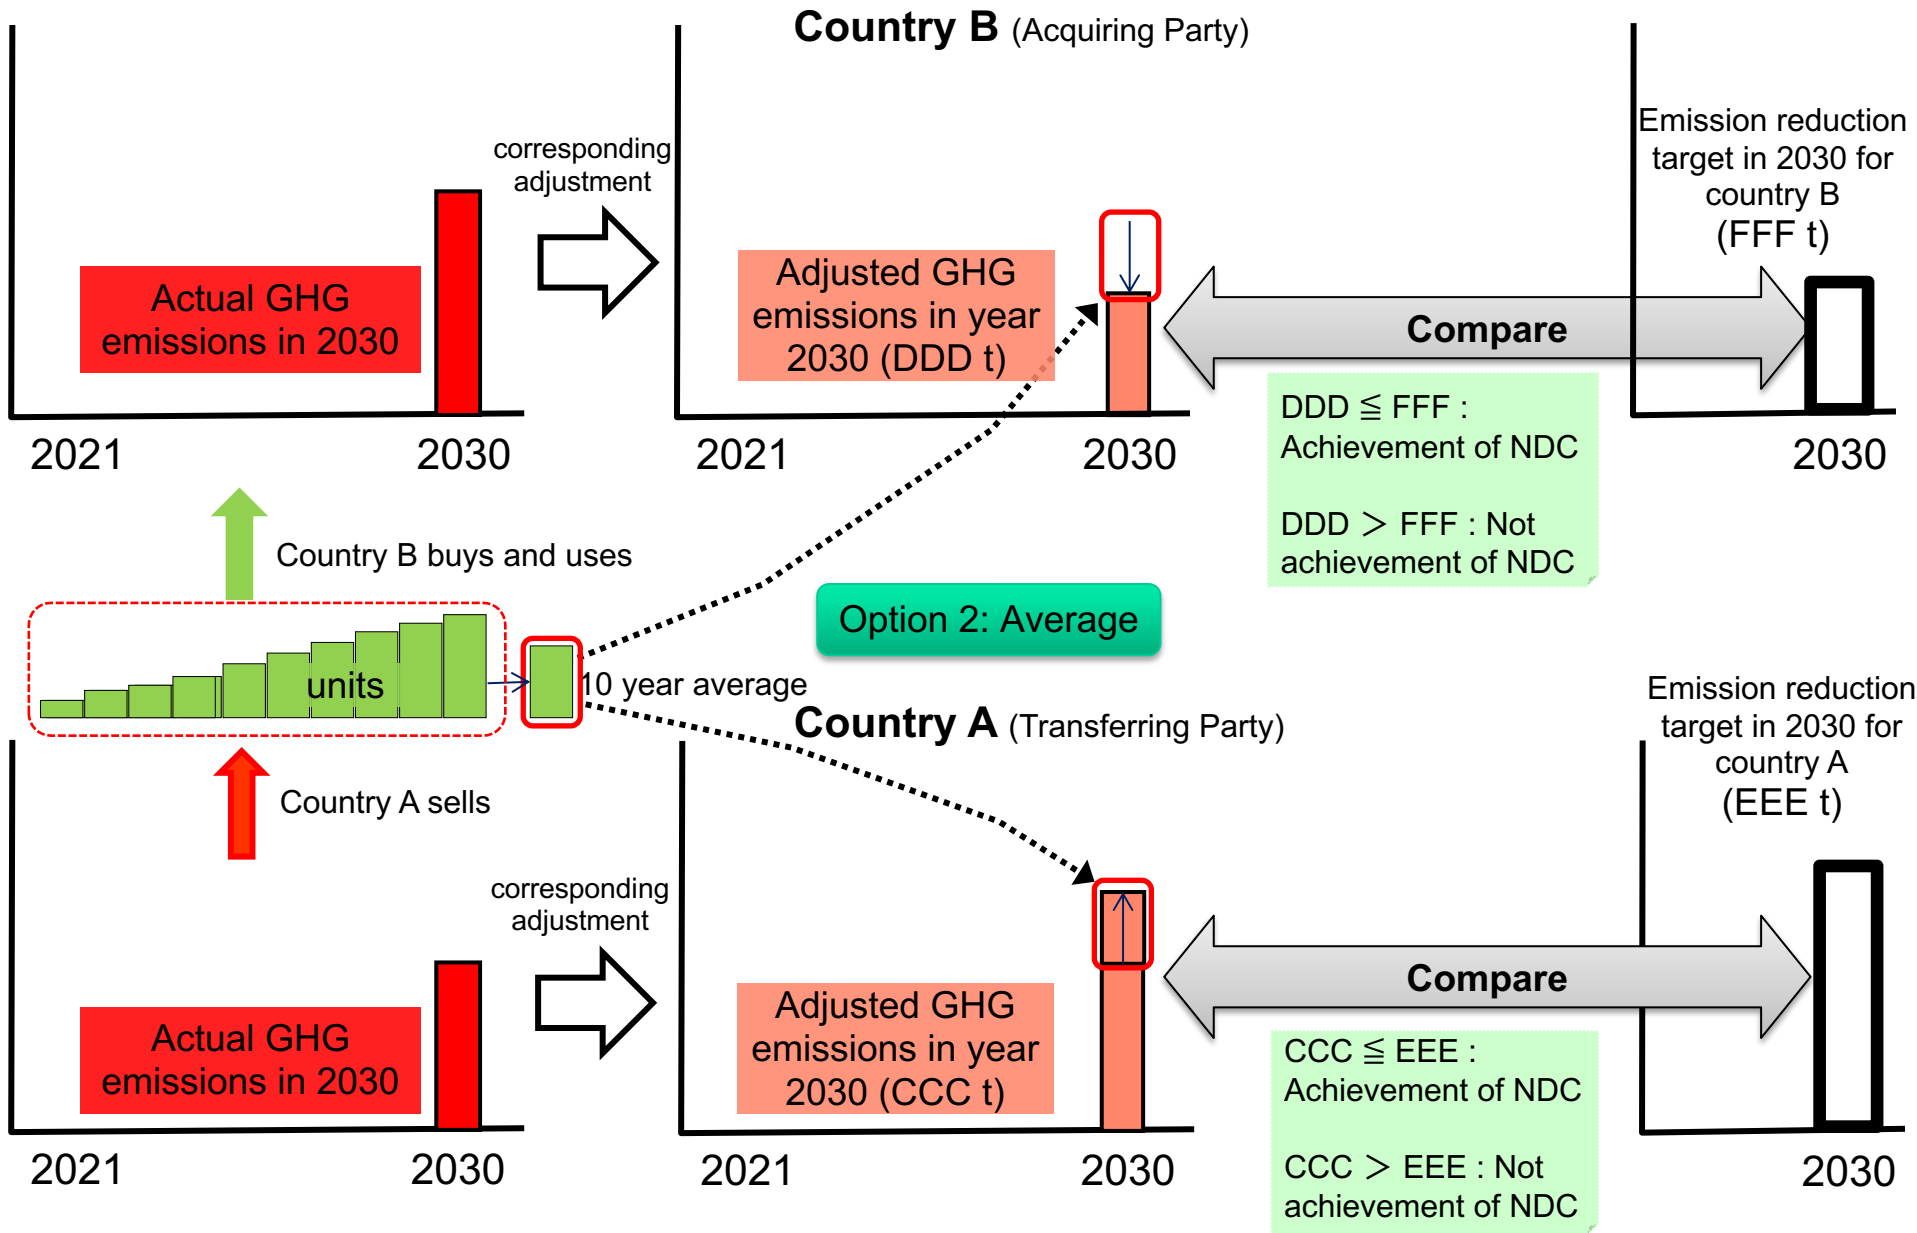 Country B (Acquiring Party)
corresponding
adjustment
Actual GHG
emissions in 2030
Adjusted GHG
emissions in year
2030 (DDD t)
Compare
Emission reduction
target in 2030 for
country B
(FFF t)
DDD ≦ FFF :
Achievement of NDC
DDD > FFF : Not
achievement of NDC
2021
2030
2021
2030
2030
Country B buys and uses
units
10 year average
Option 2: Average
Country A sells
Country A (Transferring Party)
corresponding
adjustment
Actual GHG
emissions in 2030
Adjusted GHG
emissions in year
2030 (CCC t)
Compare
Emission reduction
target in 2030 for
country A
(EEE t)
CCC ≦ EEE :
Achievement of NDC
CCC > EEE : Not
achievement of NDC
2021
2030
2021
2030
2030